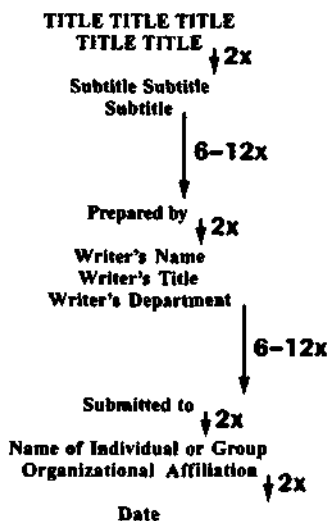 TITLE TITLE TITLE
TITLE TITLE
2x
Subtitle Subtitle
Subtitle
6–12x
Prepared by
2x
Writer's Name
Writer's Title
Writer's Department
6–12x
Submitted to
2x
Name of Individual or Group
Organizational Affiliation
2x
Date